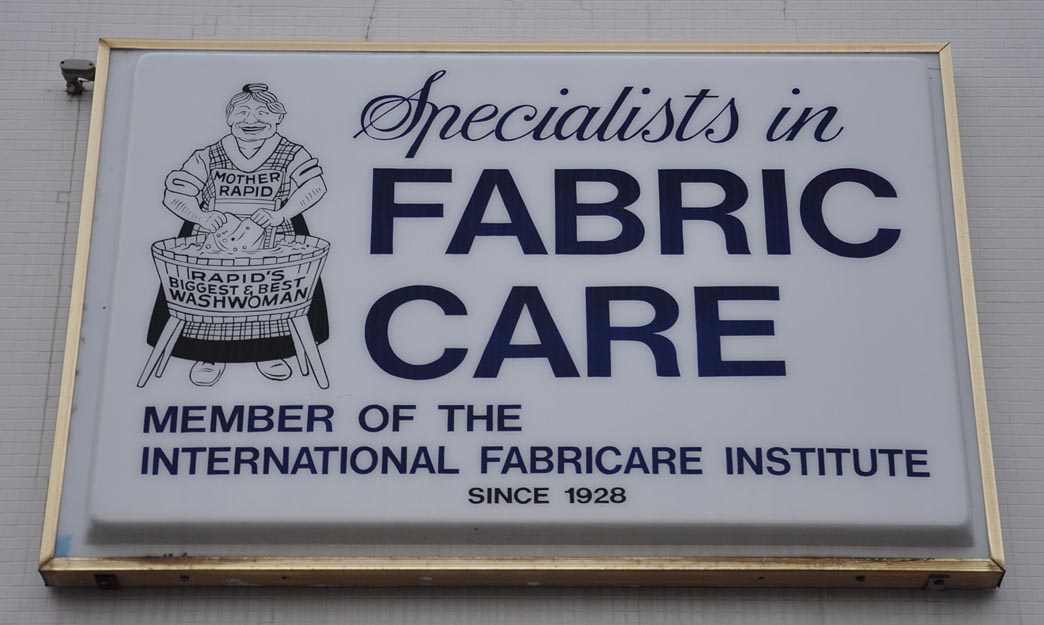 Specialists in
FABRIC
CARE
MOTHER
RAPID
RAPID'S
BIGGEST & BEST
WASHWOMAN
MEMBER OF THE
INTERNATIONAL FABRICARE INSTITUTE
SINCE 1928